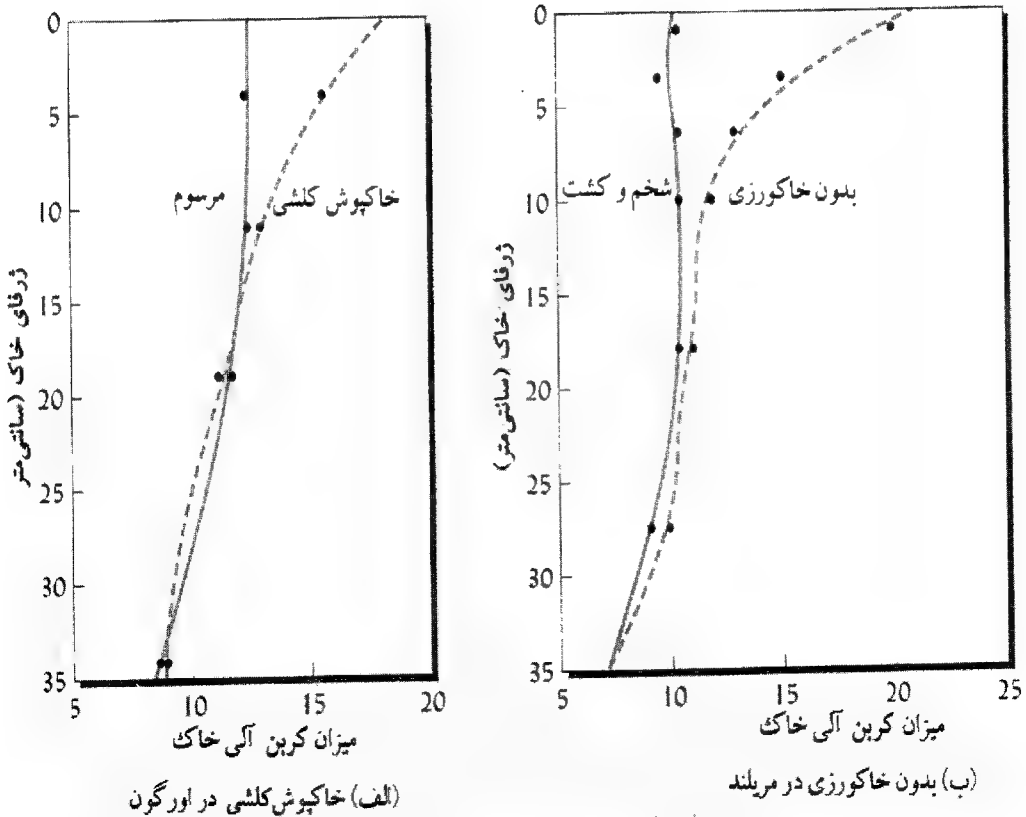 0
5
10
15
20
25
30
35
ژرفای خاک (سانتی‌متر
مرسوم
خاکپوش کلشی
5 10 15 20
میزان کربن آلی خاک
(الف) خاکپوش کلشی در اورگون
0
5
10
15
20
25
30
35
ژرفای خاک (سانتی‌متر)
شخم و کشت
بدون خاکورزی
5 10 15 20 25
میزان کربن آلی خاک
(ب) بدون خاکورزی در مریلند